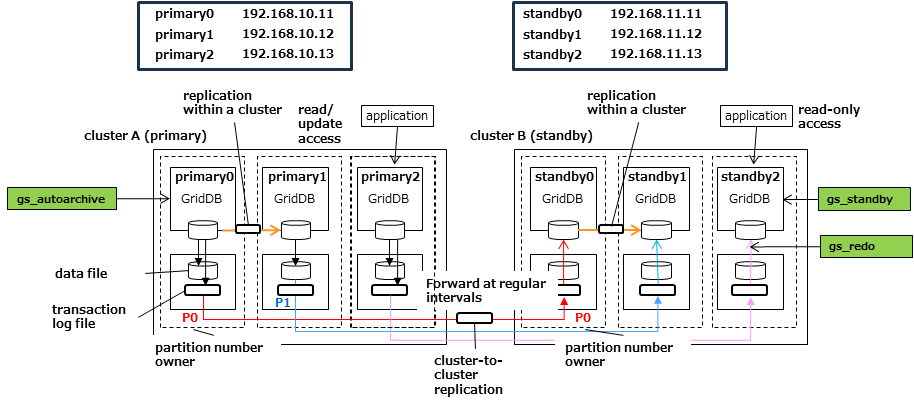 primary0 192.168.10.11
primary1 192.168.10.12
primary2 192.168.10.13
standby0 192.168.11.11
standby1 192.168.11.12
standby2 192.168.11.13
replication
within a cluster
read/
update
access
application
cluster A (primary)
replication
within a cluster
application
read-only
access
cluster B (standby)
primary0
GridDB
primary1
GridDB
primary2
GridDB
standby0
GridDB
standby1
GridDB
standby2
GridDB
gs_autoarchive
gs_standby
gs_redo
data file
transaction
log file
Forward at regular
intervals
P0
P1
P0
partition number
owner
cluster-to-
cluster
replication
partition number
owner